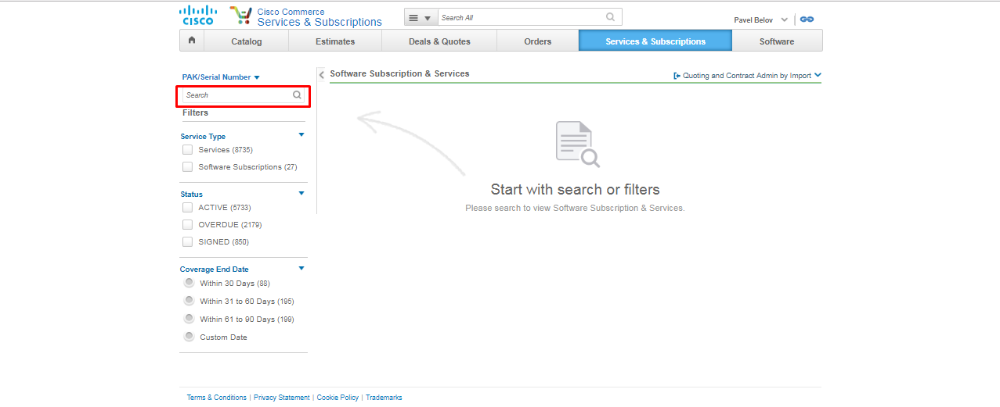 CISCO
Cisco Commerce
Services & Subscriptions
Search All
Pavel Belov
Catalog
Estimates
Deals & Quotes
Orders
Services & Subscriptions
Software
PAK/Serial Number
Search
Filters
Service Type
Services (8735)
Software Subscriptions (27)
Status
ACTIVE (5733)
OVERDUE (2179)
SIGNED (850)
Coverage End Date
Within 30 Days (88)
Within 31 to 60 Days (195)
Within 61 to 90 Days (199)
Custom Date
Software Subscription & Services
Quoting and Contract Admin by Import
Start with search or filters
Please search to view Software Subscription & Services.
Terms & Conditions | Privacy Statement | Cookie Policy | Trademarks